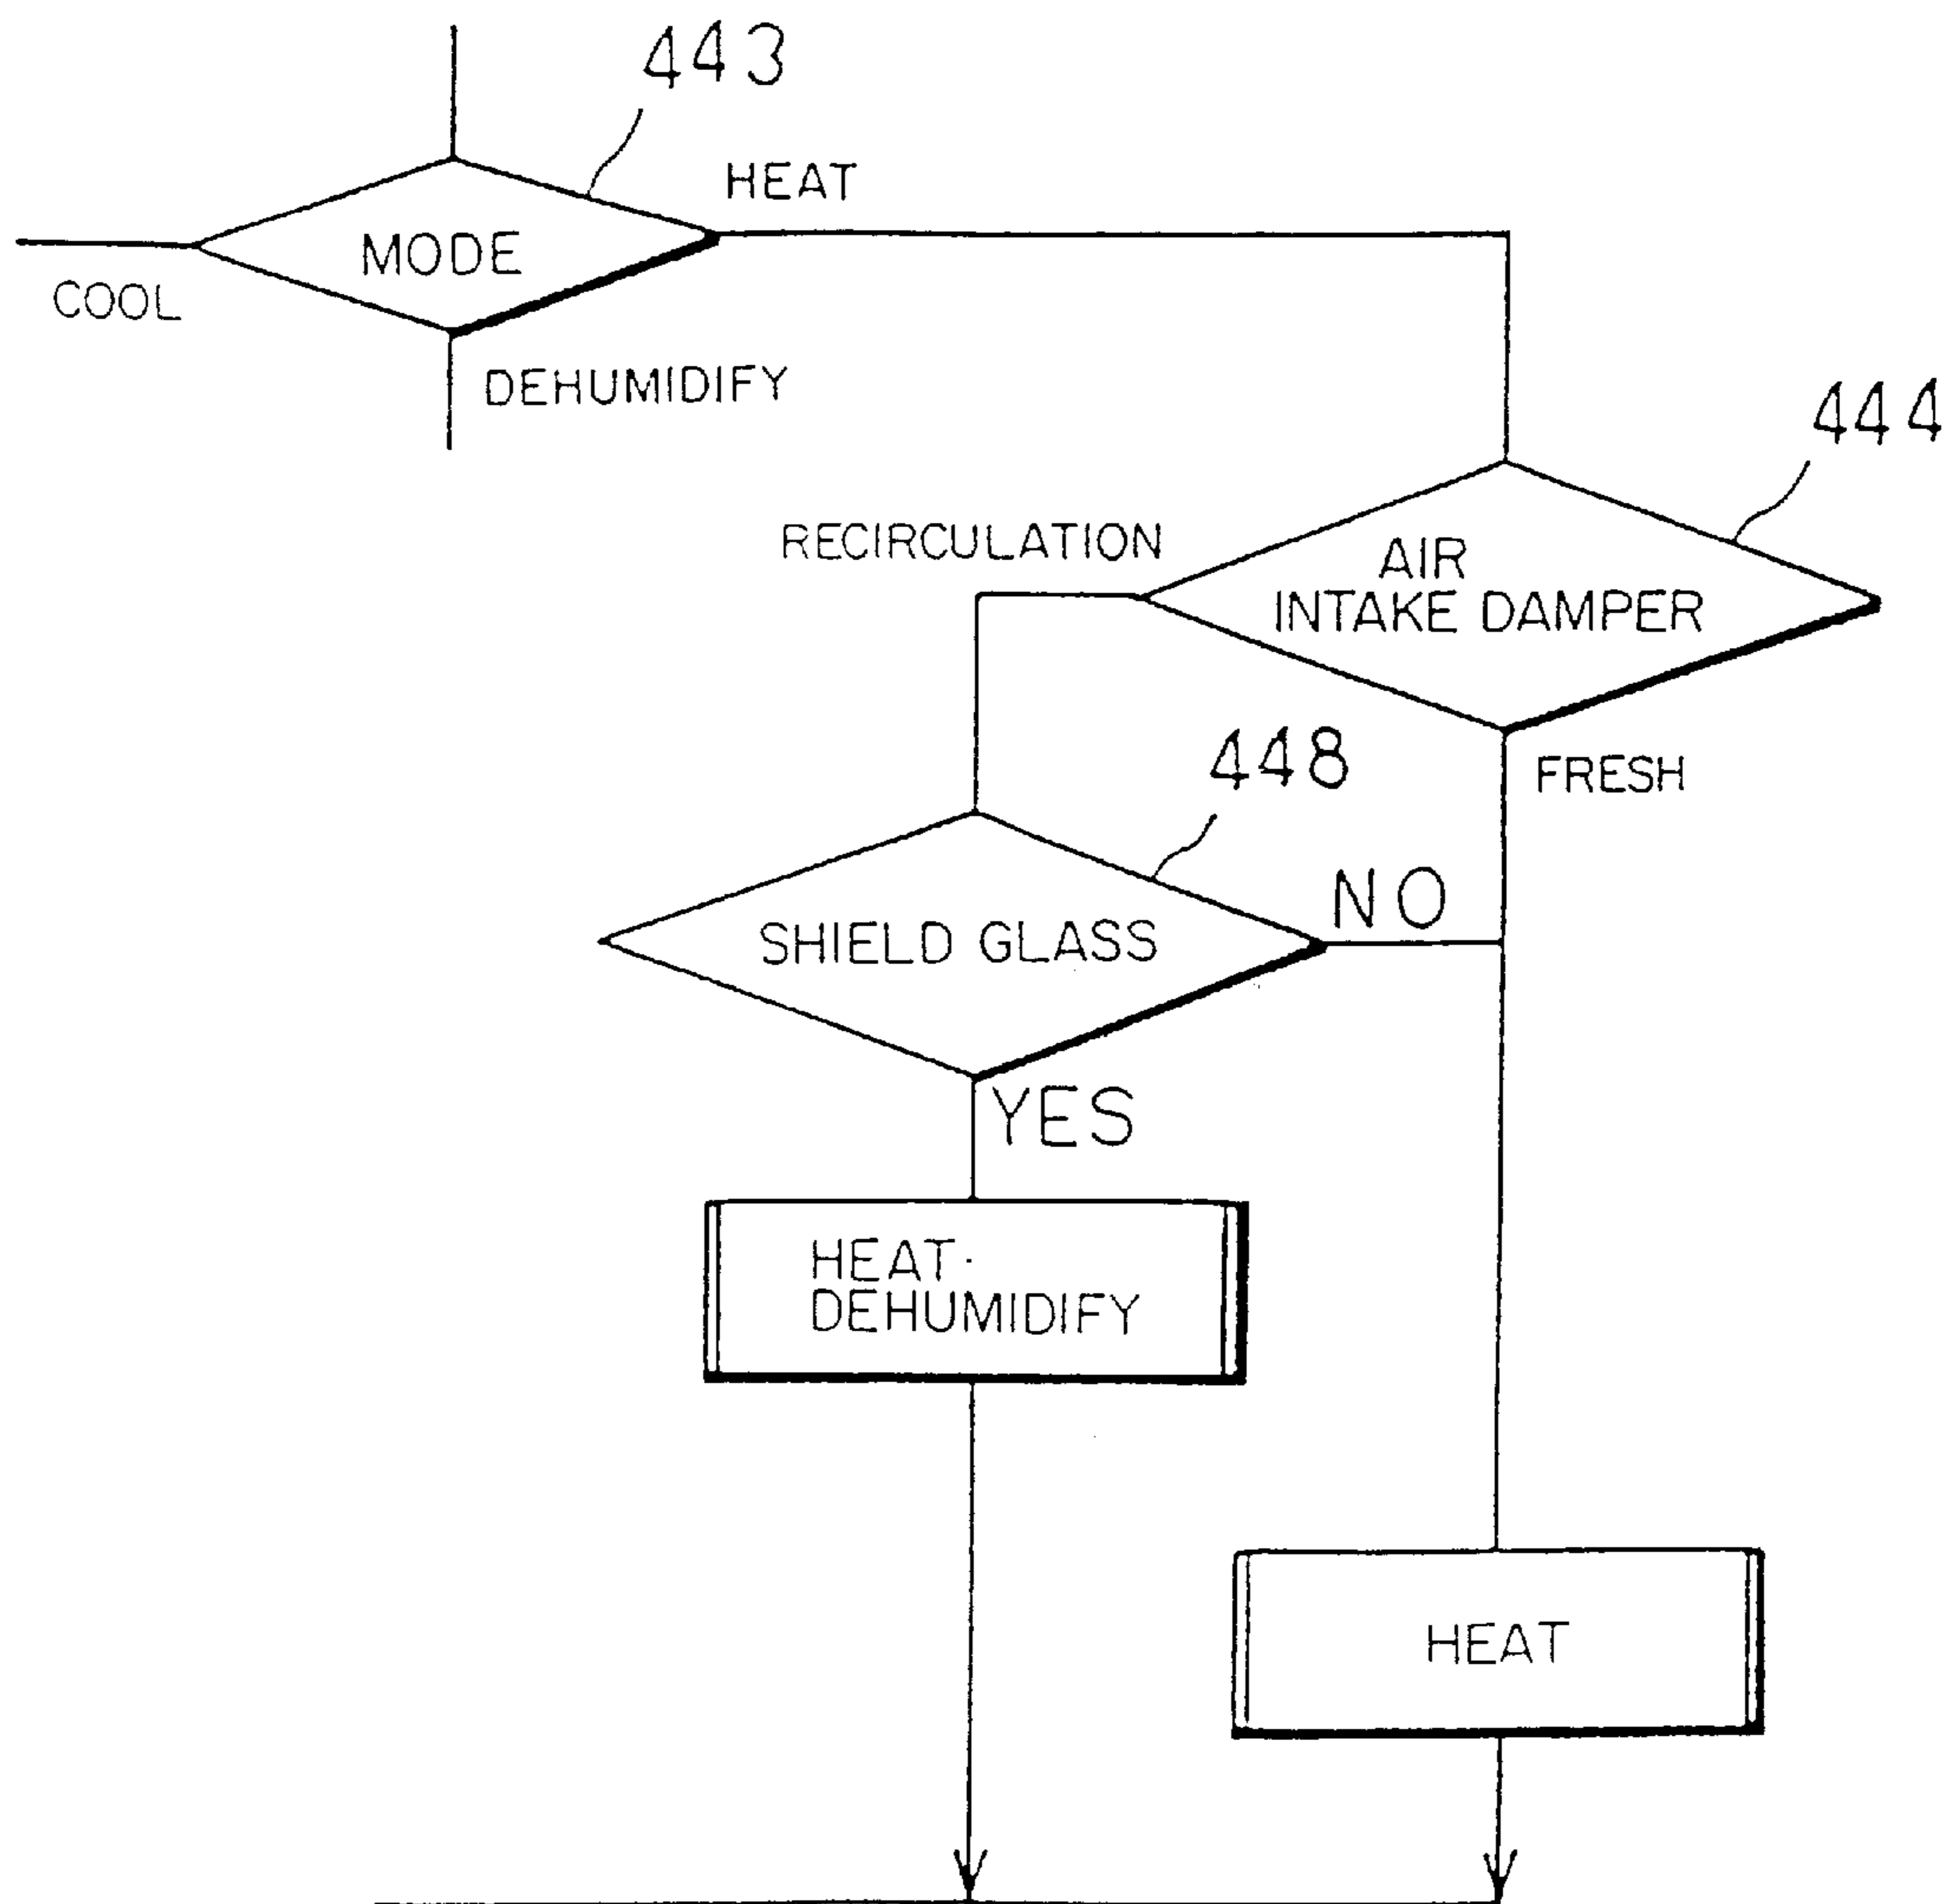 443
HEAT
MODE
COOL
DEHUMIDIFY
444
RECIRCULATION
AIR
INTAKE DAMPER
448
FRESH
NO
SHIELD GLASS
YES
HEAT·
DEHUMIDIFY
HEAT